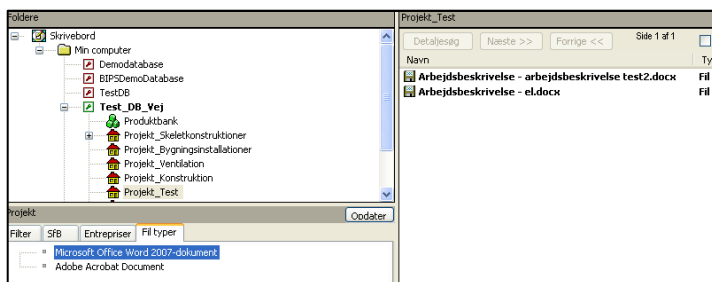 Foldere
Skrivebord
Min computer
Demodatabase
BIPSDemoDatabase
TestDB
Test_DB_Vej
Produktbank
Projekt_Skeletkonstruktioner
Projekt_Bygningsinstallationer
Projekt_Ventilation
Projekt_Konstruktion
Projekt_Test
Projekt Opdater
Filter SfB Entrepriser Fil typer
Microsoft Office Word 2007-dokument
Adobe Acrobat Document
Projekt_Test
Detaljesøg Næste >> Forrige << Side 1 af1
Navn Ty
Arbejdsbeskrivelse - arbejdsbeskrivelse test2.docx Fil
Arbejdsbeskrivelse - el.docx Fil